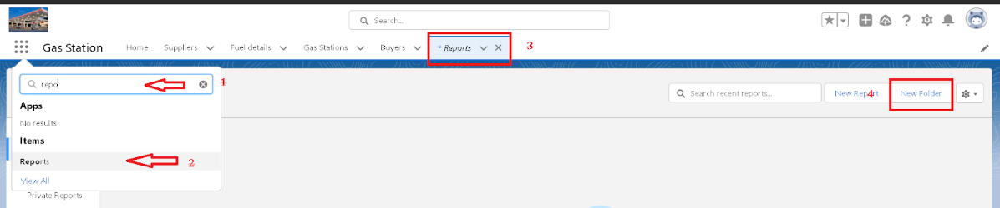 Search...
Gas Station Home Suppliers Fuel details Gas Stations Buyers * Reports 3
repo 1
Apps
No results
Items
Reports 2
View All
Private Reports
Search recent reports... New Report 4 New Folder